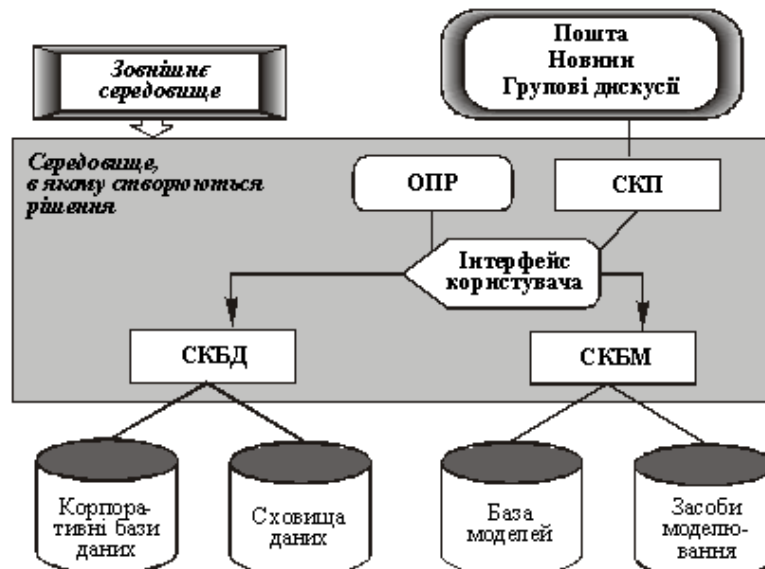 Зовнішнє
середовище
Пошта
Новини
Групові дискусії
Середовище,
в якому створюються
рішення
ОПР
СКП
Інтерфейс
користувача
СКБД
СКБМ
Корпора-
тивні бази
даних
Сховища
даних
База
моделей
Засоби
моделю-
вання